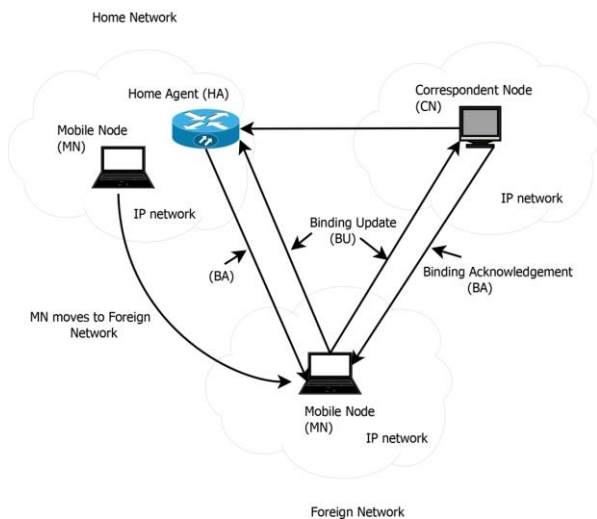 Home Network
Home Agent (HA)
Correspondent Node
(CN)
Mobile Node
(MN)
IP network
IP network
Binding Update
(BU)
(BA)
Binding Acknowledgement
(BA)
MN moves to Foreign
Network
Mobile Node
(MN)
IP network
Foreign Network